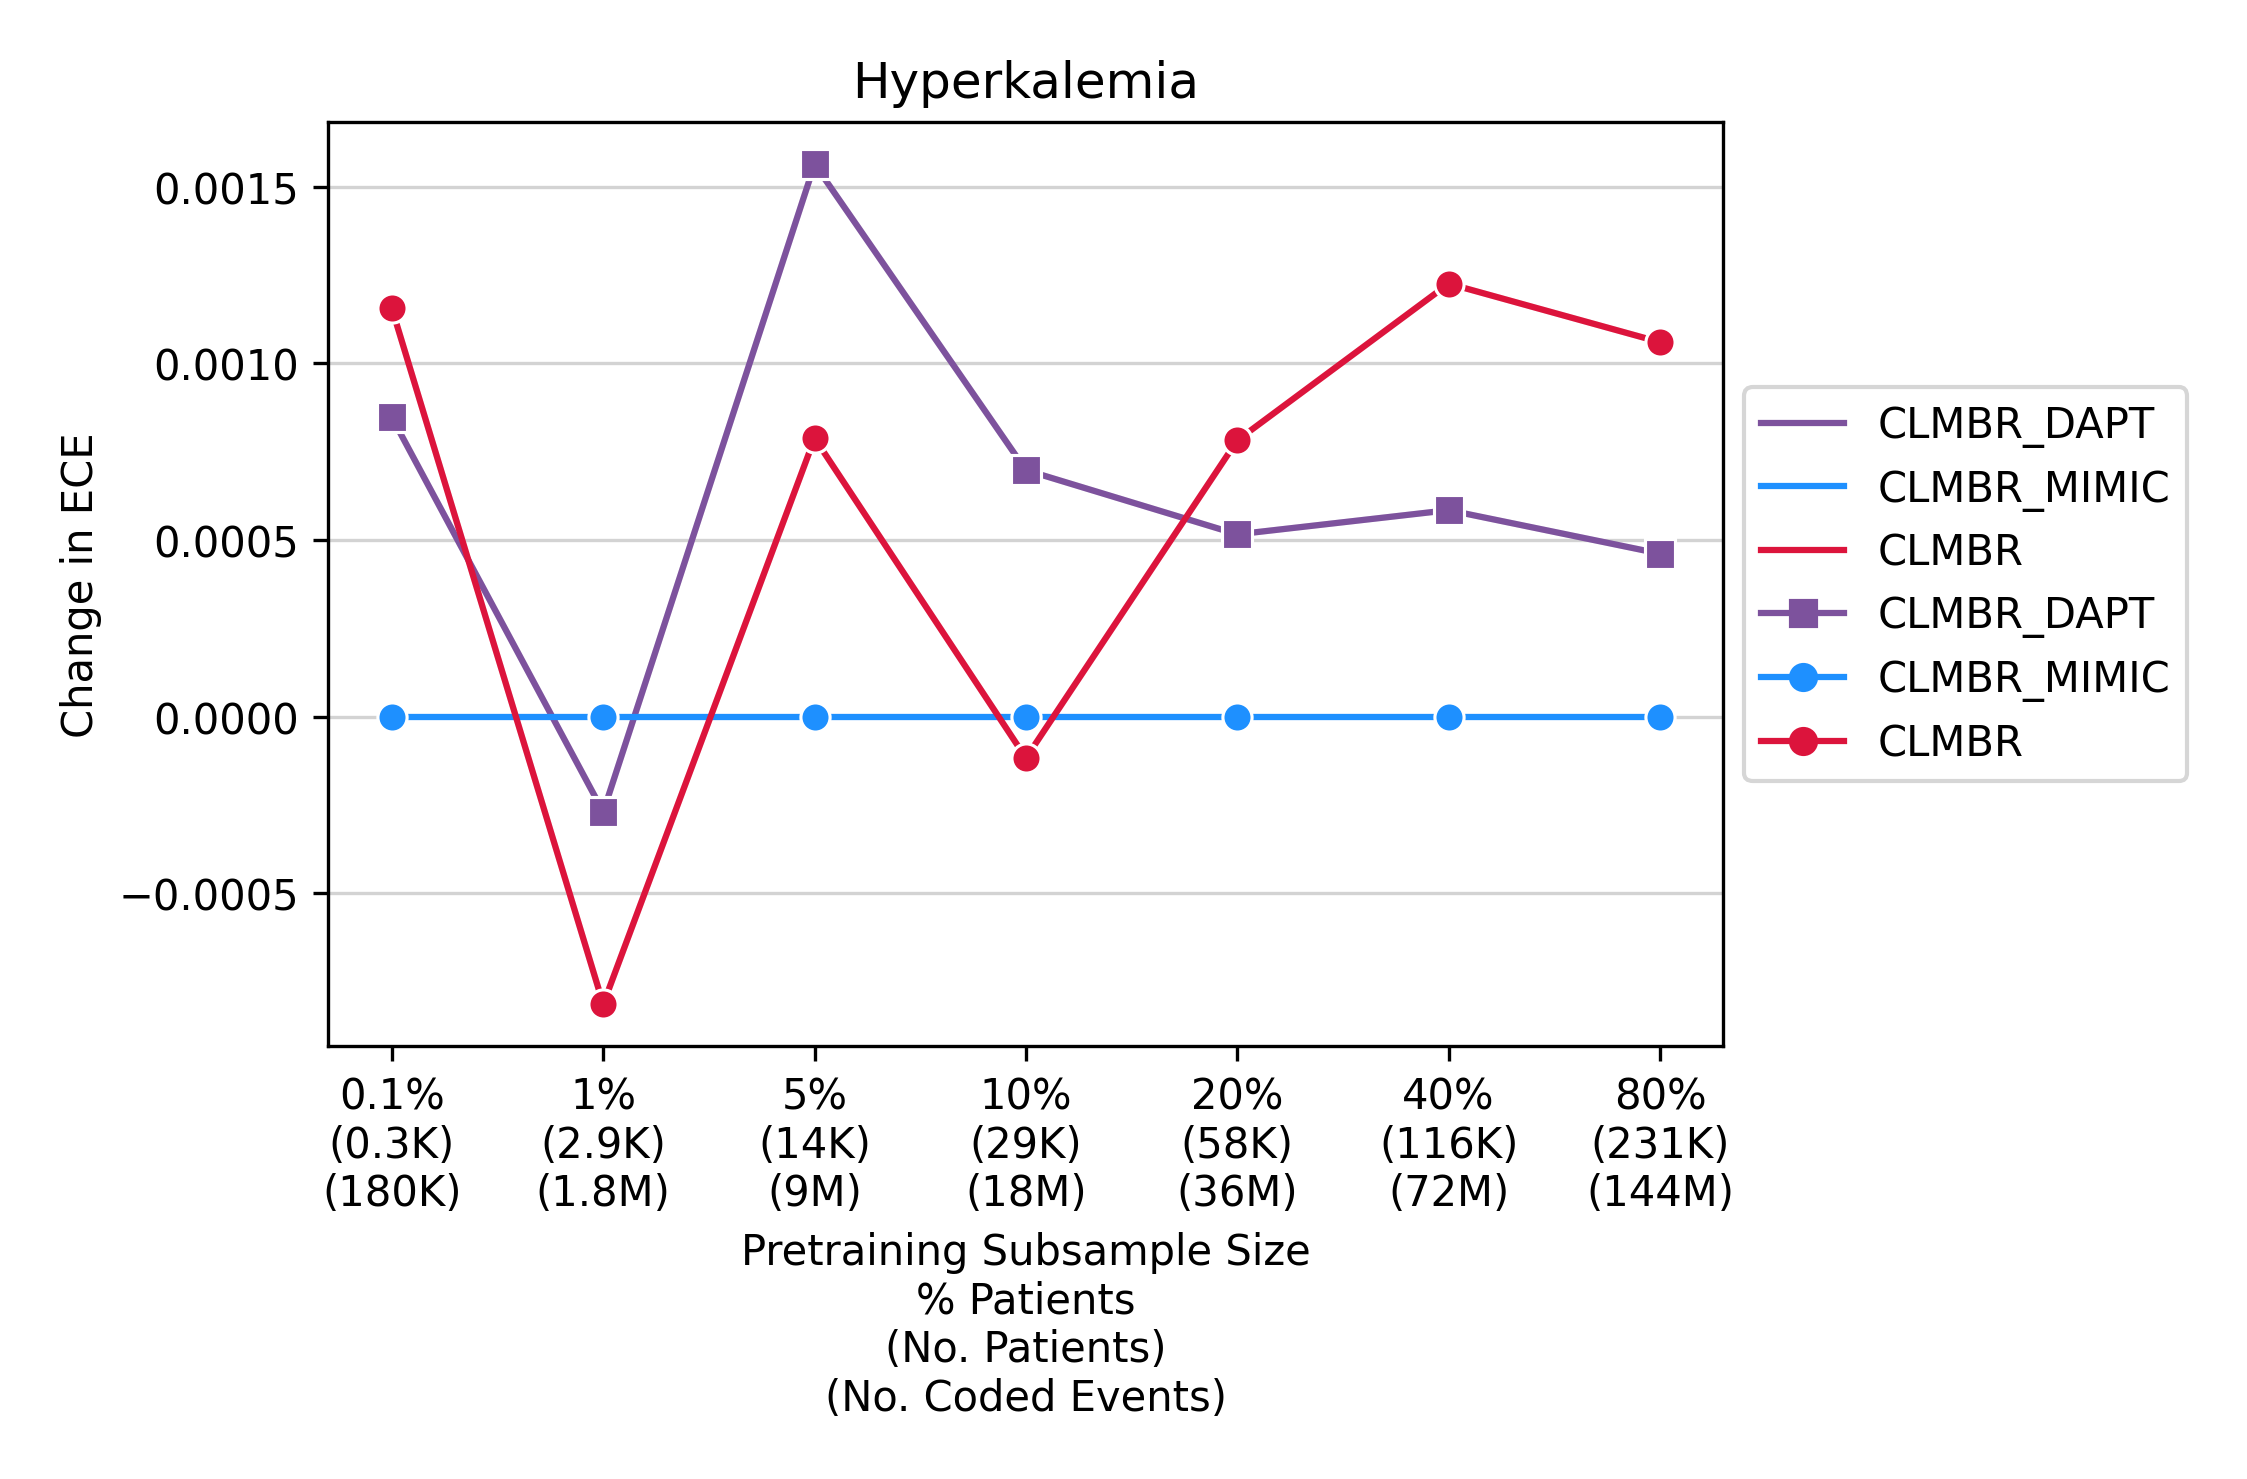 Hyperkalemia
Change in ECE
0.0015
0.0010
0.0005
0.0000
−0.0005
0.1% 1% 5% 10% 20% 40% 80%
(0.3K) (2.9K) (14K) (29K) (58K) (116K) (231K)
(180K) (1.8M) (9M) (18M) (36M) (72M) (144M)
Pretraining Subsample Size
% Patients
(No. Patients)
(No. Coded Events)
CLMBR_DAPT
CLMBR_MIMIC
CLMBR
CLMBR_DAPT
CLMBR_MIMIC
CLMBR